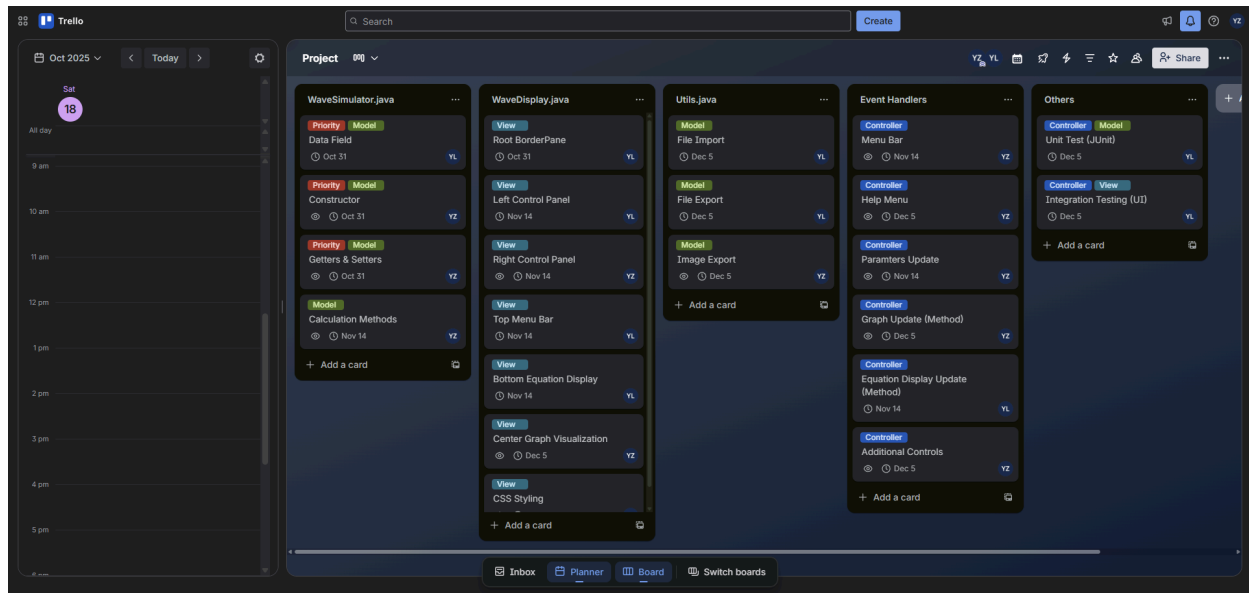 Trello
Search
Create
YZ
Oct 2025
Today
Sat
18
All day
9 am
10 am
11 am
12 pm
1 pm
2 pm
3 pm
4 pm
5 pm
Project
YZ
YL
Share
WaveSimulator.java
Priority Model
Data Field
Oct 31
YL
Priority Model
Constructor
Oct 31
YZ
Priority Model
Getters & Setters
Oct 31
YZ
Model
Calculation Methods
Nov 14
YZ
+ Add a card
WaveDisplay.java
View
Root BorderPane
Oct 31
YL
View
Left Control Panel
Nov 14
YL
View
Right Control Panel
Nov 14
YZ
View
Top Menu Bar
Nov 14
YL
View
Bottom Equation Display
Nov 14
YL
View
Center Graph Visualization
Dec 5
YZ
View
CSS Styling
+ Add a card
Utils.java
Model
File Import
Dec 5
YL
Model
File Export
Dec 5
YL
Model
Image Export
Dec 5
YZ
+ Add a card
Event Handlers
Controller
Menu Bar
Nov 14
YZ
Controller
Help Menu
Dec 5
YZ
Controller
Paramters Update
Nov 14
YZ
Controller
Graph Update (Method)
Dec 5
YZ
Controller
Equation Display Update
(Method)
Nov 14
YL
Controller
Additional Controls
Dec 5
YZ
+ Add a card
Others
Controller Model
Unit Test (JUnit)
Dec 5
YL
Controller View
Integration Testing (UI)
Dec 5
YL
+ Add a card
Inbox
Planner
Board
Switch boards